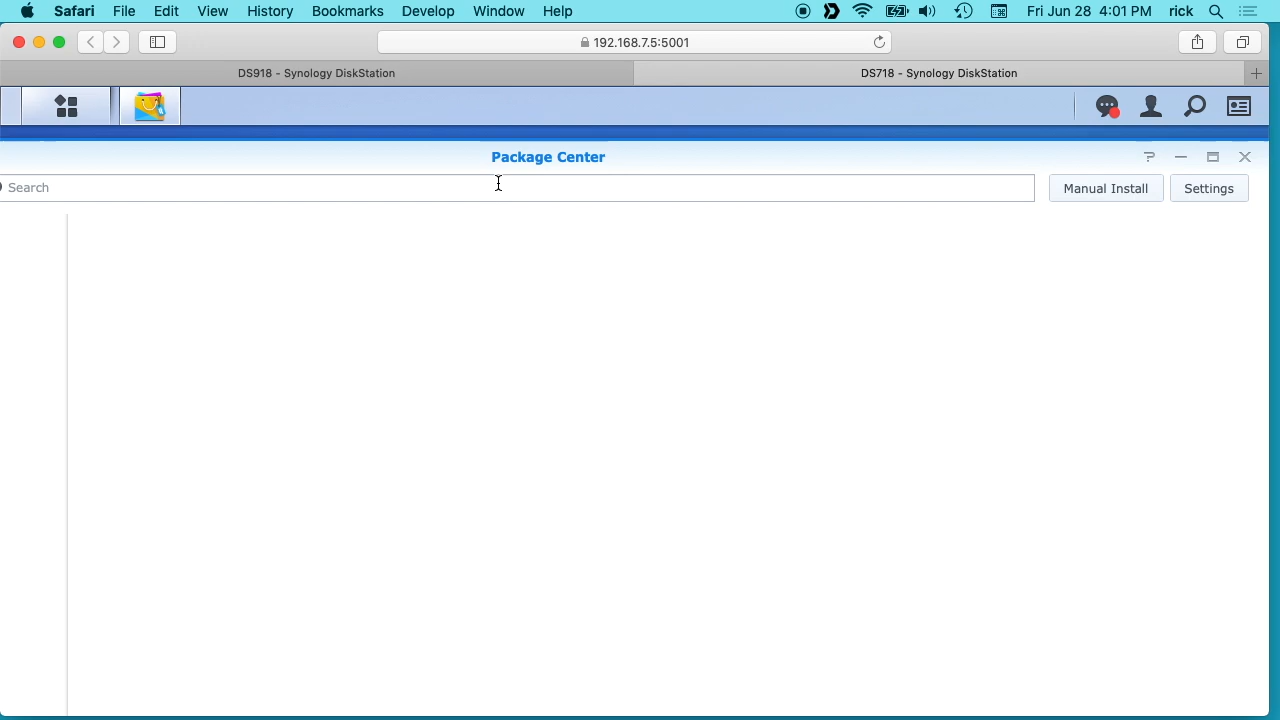 Safari File Edit View History Bookmarks Develop Window Help Fri Jun 28 4:01 PM rick
192.168.7.5:5001
DS918 - Synology DiskStation DS718 - Synology DiskStation
Package Center
Search Manual Install Settings